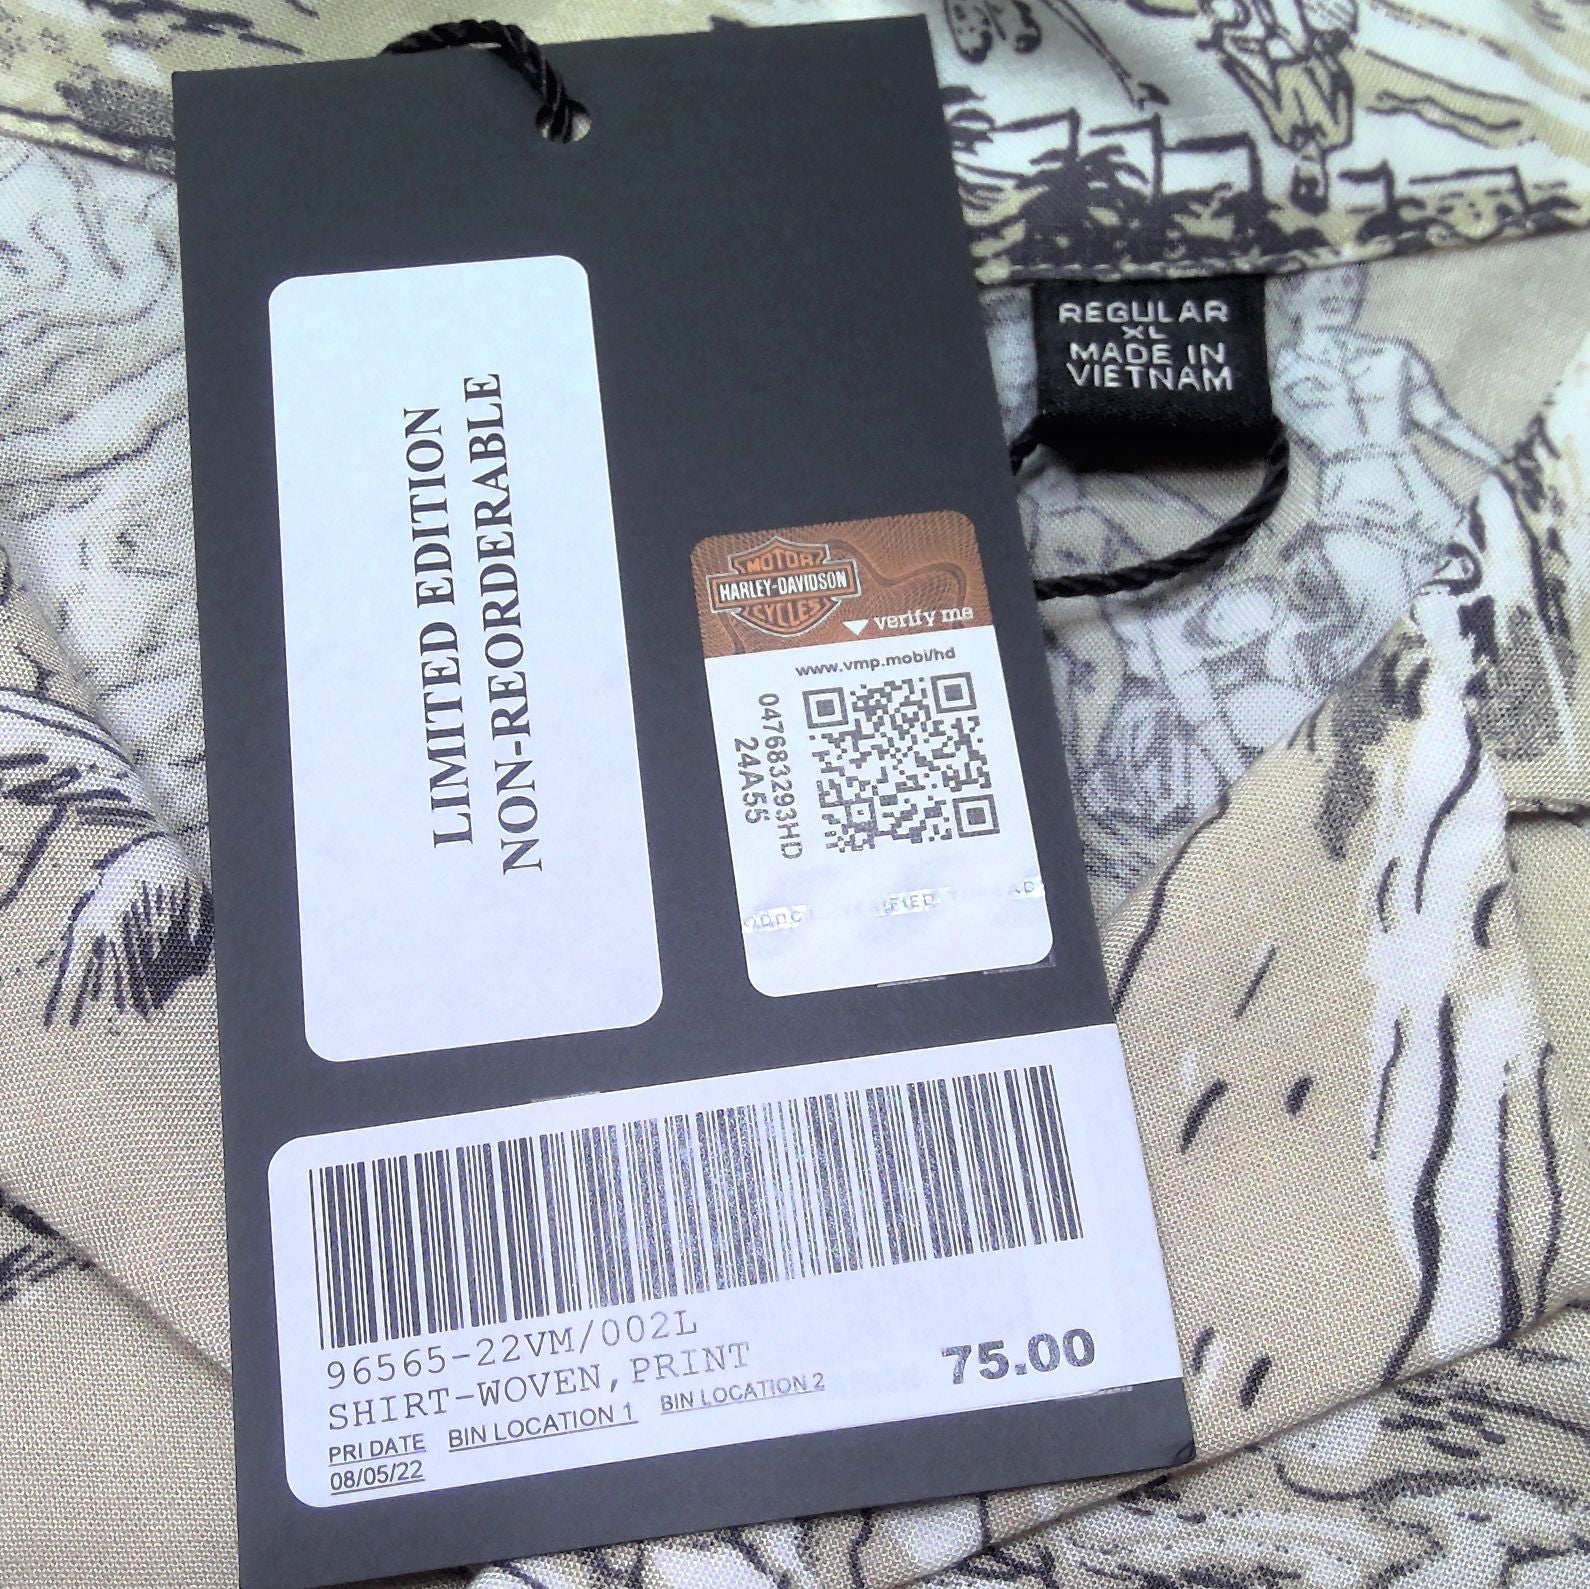 LIMITED EDITION
NON-REORDERABLE
MOTOR
HARLEY-DAVIDSON
CYCLES
verify me
www.vmp.mobi/hd
047683293HD
24A55
REGULAR
XL
MADE IN
VIETNAM
96565-22VM/002L
SHIRT-WOVEN, PRINT
75.00
PRI DATE BIN LOCATION 1 BIN LOCATION 2
08/05/22